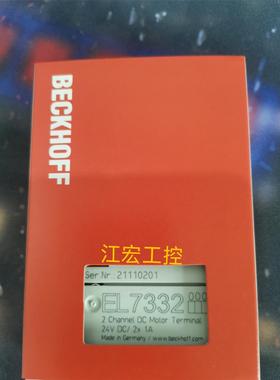 BECKHOFF
江宏工控
Ser.Nr.: 21110201
EL7332
2 Channel DC Motor Terminal
24V DC/ 2x 1A
Made in Germany / www.beckhoff.com